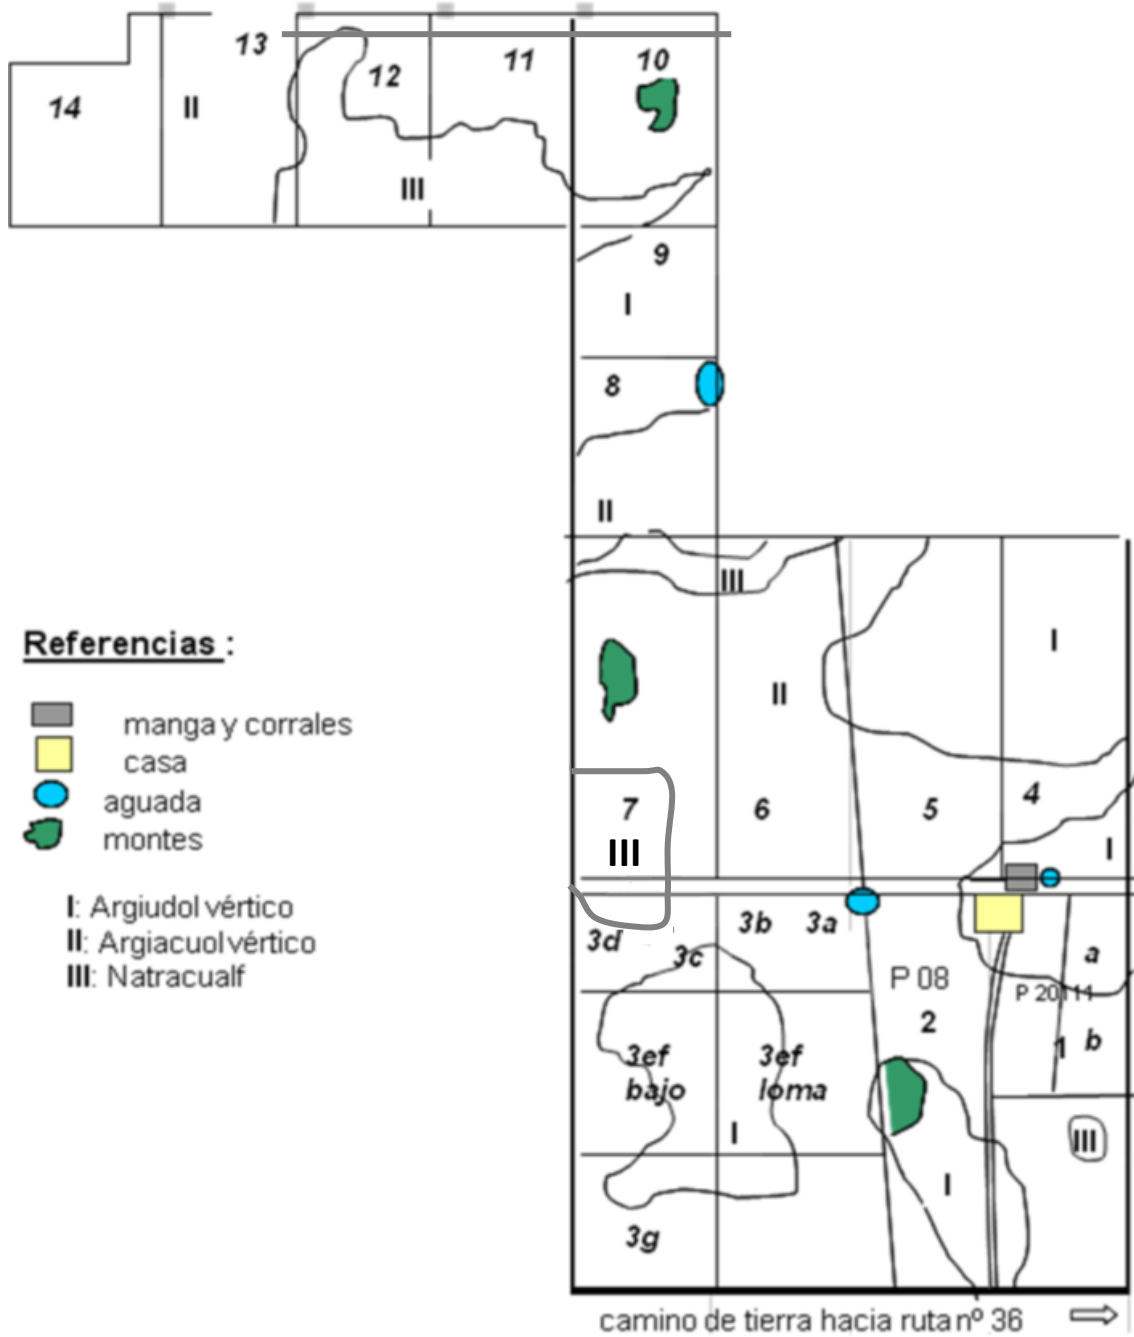 13
12
11
10
14
II
III
9
I
8
II
III
Referencias :
I
II
manga y corrales
casa
aguada
montes
7
6
5
4
III
I
I: Argiudol vértico
II: Argiacuol vértico
III: Natracualf
3d
3c
3b
3a
a
P 08
P 20111
2
1
b
3ef
bajo
3ef
loma
I
III
I
3g
camino de tierra hacia ruta nº 36